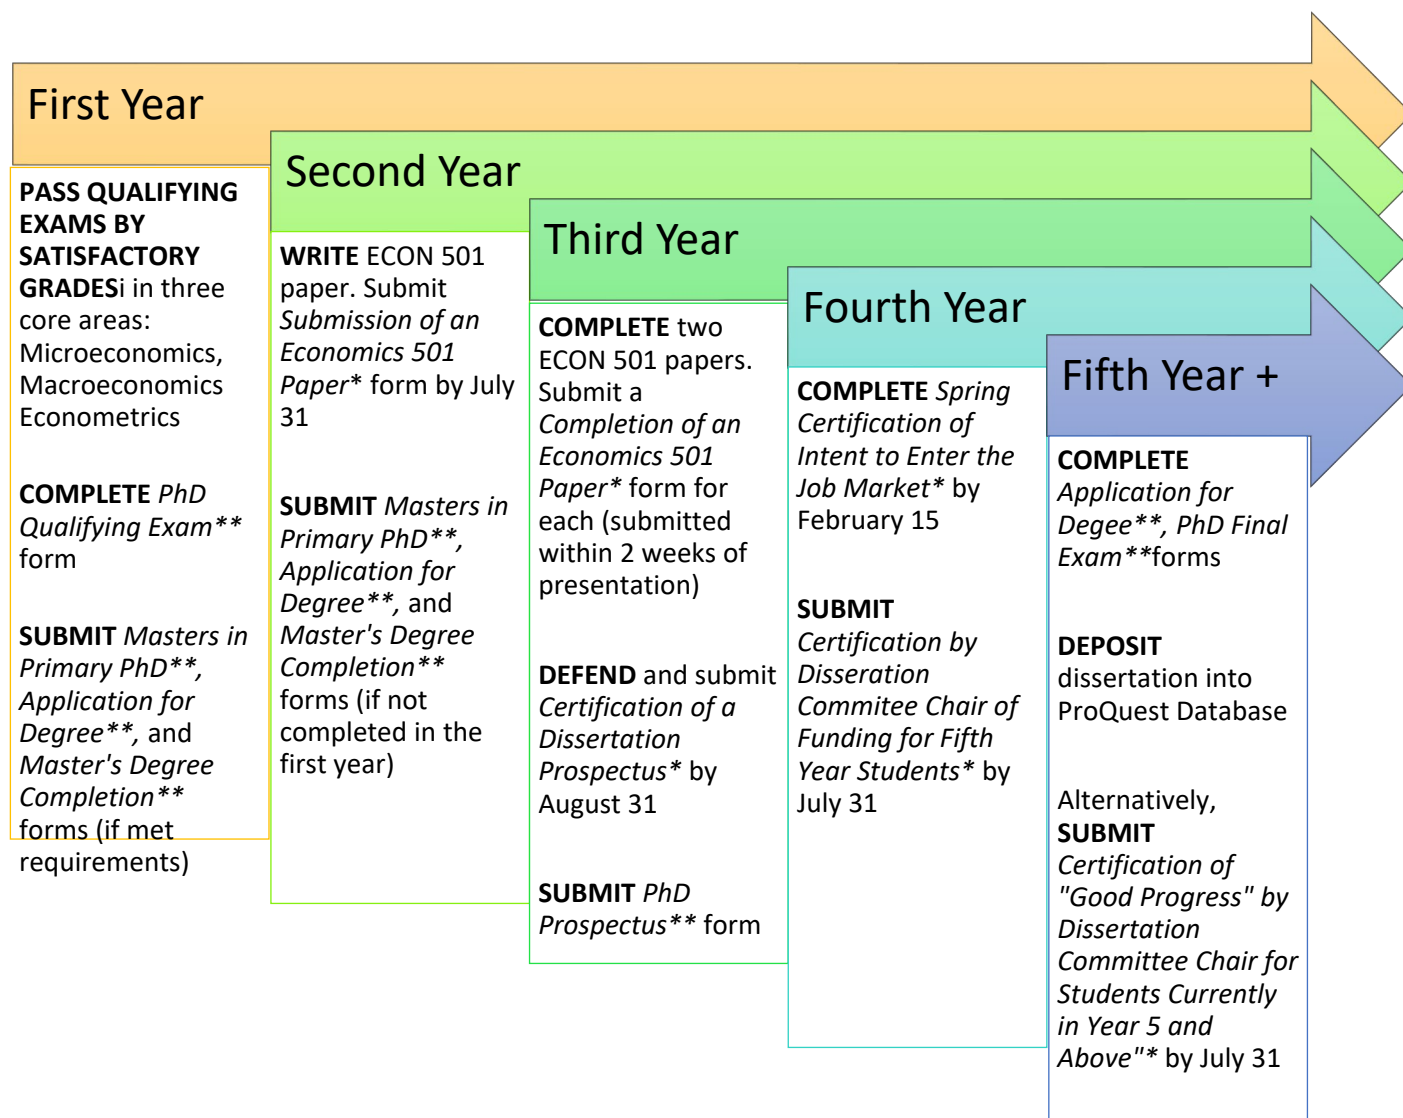 First Year
PASS QUALIFYING
EXAMS BY
SATISFACTORY
GRADESi in three
core areas:
Microeconomics,
Macroeconomics
Econometrics
COMPLETE PhD
Qualifying Exam**
form
SUBMIT Masters in
Primary PhD**,
Application for
Degree**, and
Master's Degree
Completion**
forms (if met
requirements)
Second Year
WRITE ECON 501
paper. Submit
Submission of an
Economics 501
Paper* form by July
31
SUBMIT Masters in
Primary PhD**,
Application for
Degree**, and
Master's Degree
Completion**
forms (if not
completed in the
first year)
Third Year
COMPLETE two
ECON 501 papers.
Submit a
Completion of an
Economics 501
Paper* form for
each (submitted
within 2 weeks of
presentation)
DEFEND and submit
Certification of a
Dissertation
Prospectus* by
August 31
SUBMIT PhD
Prospectus** form
Fourth Year
COMPLETE Spring
Certification of
Intent to Enter the
Job Market* by
February 15
SUBMIT
Certification by
Disseration
Commitee Chair of
Funding for Fifth
Year Students* by
July 31
Fifth Year +
COMPLETE
Application for
Degee**, PhD Final
Exam**forms
DEPOSIT
dissertation into
ProQuest Database
Alternatively,
SUBMIT
Certification of
"Good Progress" by
Dissertation
Committee Chair for
Students Currently
in Year 5 and
Above"* by July 31